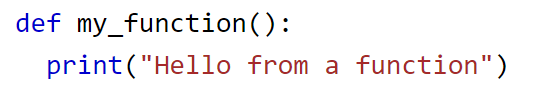 def my_function():
  print("Hello from a function")